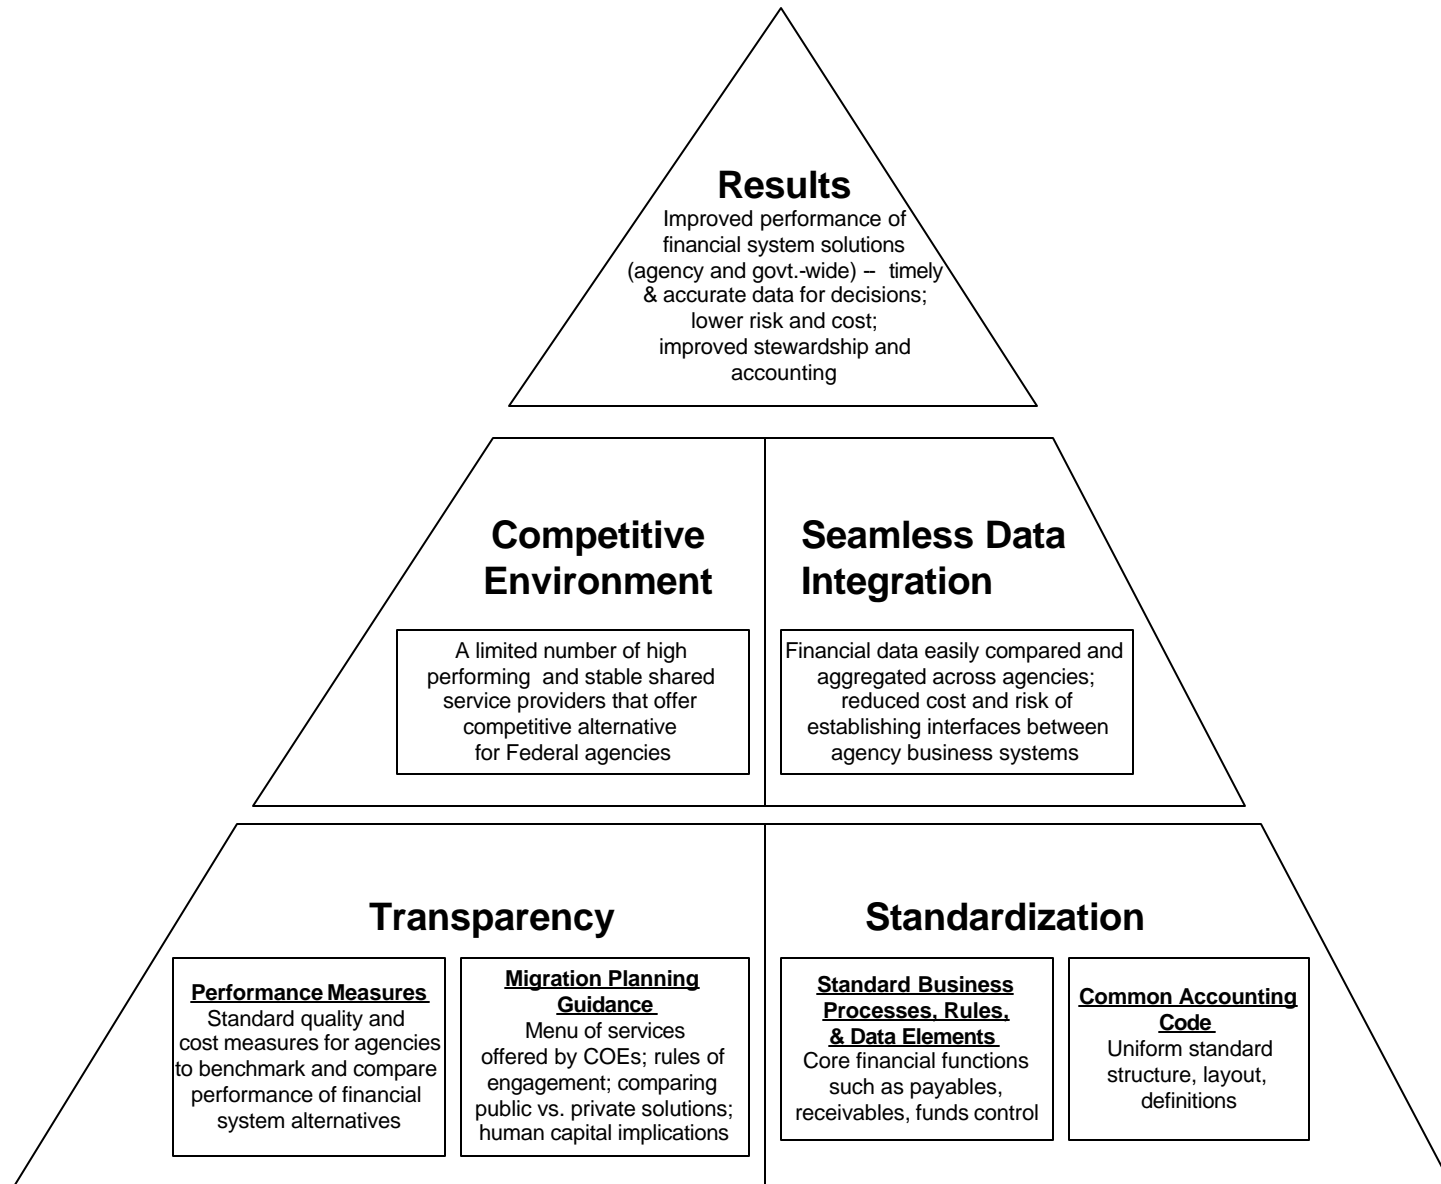 Results
Improved performance of
financial system solutions
(agency and govt.-wide) – timely
& accurate data for decisions;
lower risk and cost;
improved stewardship and
accounting
Competitive
Environment
A limited number of high
performing and stable shared
service providers that offer
competitive alternative
for Federal agencies
Seamless Data
Integration
Financial data easily compared and
aggregated across agencies;
reduced cost and risk of
establishing interfaces between
agency business systems
Transparency
Performance Measures
Standard quality and
cost measures for agencies
to benchmark and compare
performance of financial
system alternatives
Migration Planning
Guidance
Menu of services
offered by COEs; rules of
engagement; comparing
public vs. private solutions;
human capital implications
Standardization
Standard Business
Processes, Rules,
& Data Elements
Core financial functions
such as payables,
receivables, funds control
Common Accounting
Code
Uniform standard
structure, layout,
definitions